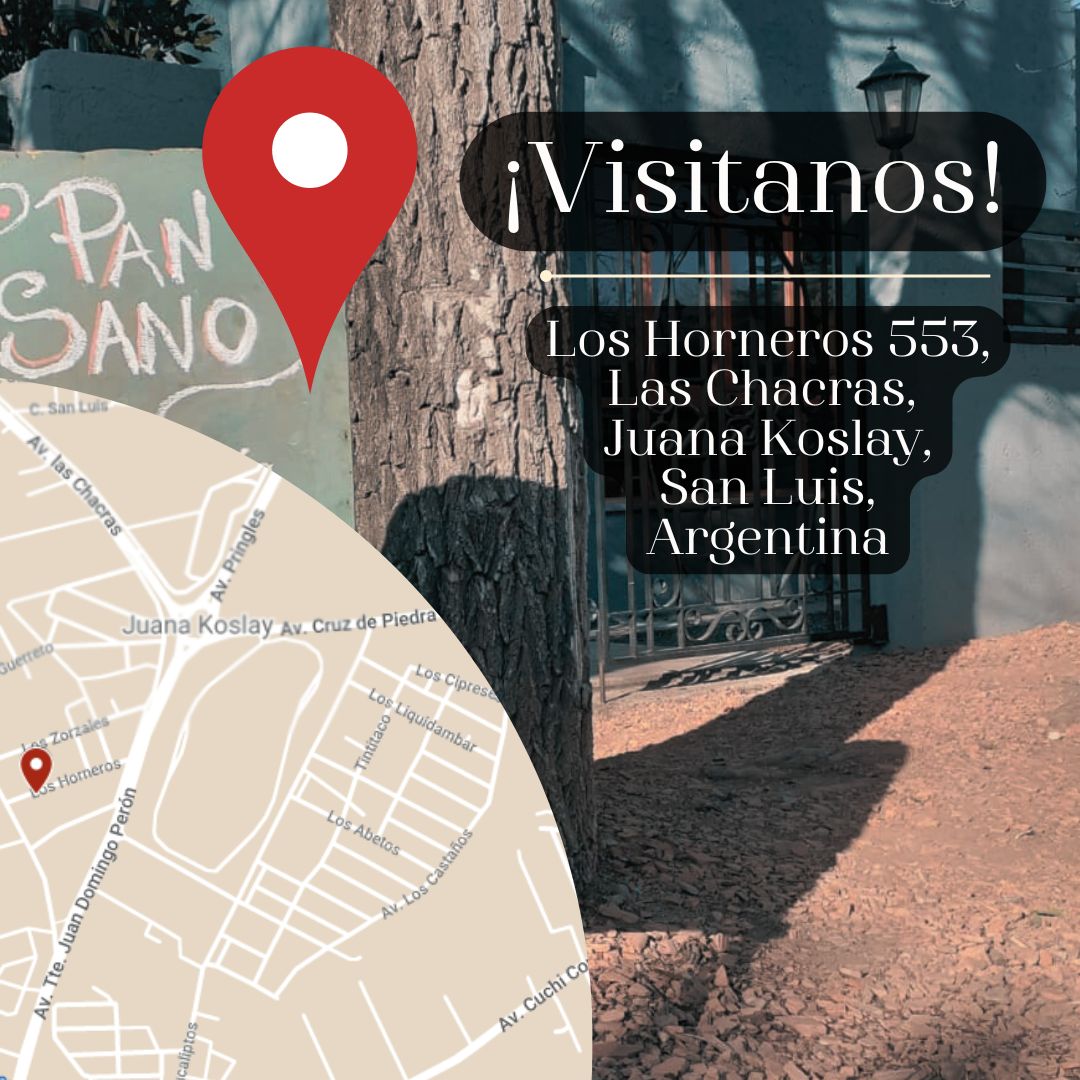 ¡Visitanos!
Los Horneros 553,
Las Chacras,
Juana Koslay,
San Luis,
Argentina
PAN
SANO
C. San Luis
Av. las Chacras
Av. Pringles
Juana Koslay
Av. Cruz de Piedra
Guerrero
Los Cipreses
Los Liquidambar
Tintitaco
Los Zorzales
Los Horneros
Los Abetos
Av. Los Castaños
Av. Tte. Juan Domingo Perón
Av. Cuchi Co
caliptos